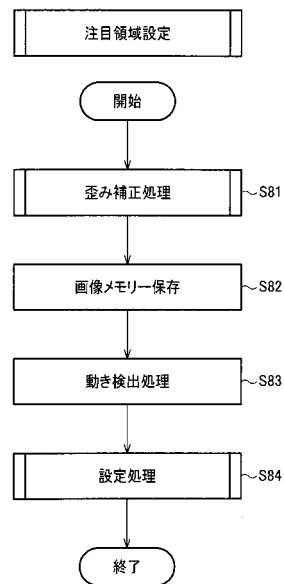 注目領域設定
開始
歪み補正処理 ~S81
画像メモリー保存 ~S82
動き検出処理 ~S83
設定処理 ~S84
終了